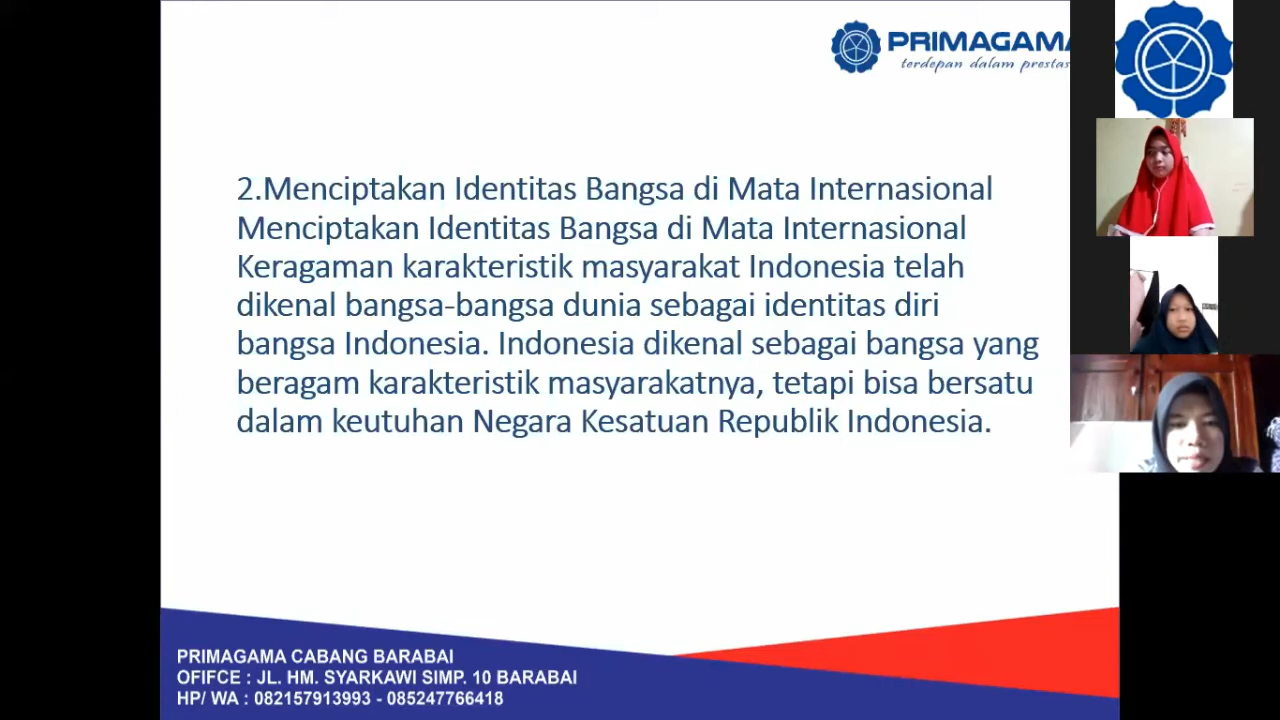 PRIMAGAMA
terdepan dalam prestas
2.Menciptakan Identitas Bangsa di Mata Internasional
Menciptakan Identitas Bangsa di Mata Internasional
Keragaman karakteristik masyarakat Indonesia telah
dikenal bangsa-bangsa dunia sebagai identitas diri
bangsa Indonesia. Indonesia dikenal sebagai bangsa yang
beragam karakteristik masyarakatnya, tetapi bisa bersatu
dalam keutuhan Negara Kesatuan Republik Indonesia.
PRIMAGAMA CABANG BARABAI
OFIFCE : JL. HM. SYARKAWI SIMP. 10 BARABAI
HP/ WA : 082157913993 - 085247766418